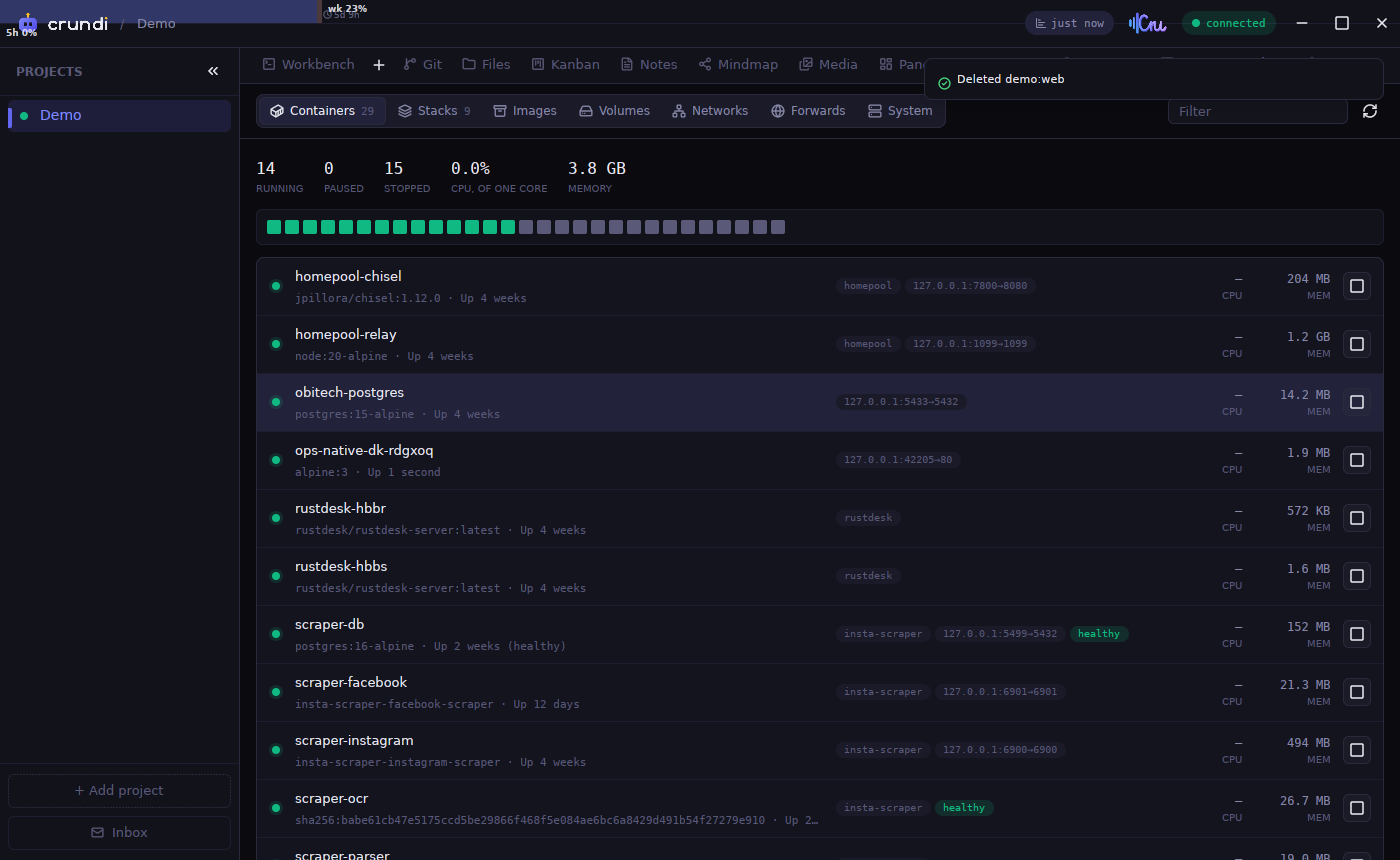 wk 23%
5d 9h
5h 0%
crundi / Demo
just now
Cru
connected
PROJECTS
Demo
+ Add project
Inbox
Workbench
+
Git
Files
Kanban
Notes
Mindmap
Media
Pan
Deleted demo:web
Containers 29
Stacks 9
Images
Volumes
Networks
Forwards
System
Filter
14
RUNNING
0
PAUSED
15
STOPPED
0.0%
CPU, OF ONE CORE
3.8 GB
MEMORY
homepool-chisel
jpillora/chisel:1.12.0 · Up 4 weeks
homepool
127.0.0.1:7800→8080
— CPU
204 MB MEM
homepool-relay
node:20-alpine · Up 4 weeks
homepool
127.0.0.1:1099→1099
— CPU
1.2 GB MEM
obitech-postgres
postgres:15-alpine · Up 4 weeks
127.0.0.1:5433→5432
— CPU
14.2 MB MEM
ops-native-dk-rdgxoq
alpine:3 · Up 1 second
127.0.0.1:42205→80
— CPU
1.9 MB MEM
rustdesk-hbbr
rustdesk/rustdesk-server:latest · Up 4 weeks
rustdesk
— CPU
572 KB MEM
rustdesk-hbbs
rustdesk/rustdesk-server:latest · Up 4 weeks
rustdesk
— CPU
1.6 MB MEM
scraper-db
postgres:16-alpine · Up 2 weeks (healthy)
insta-scraper
127.0.0.1:5499→5432
healthy
— CPU
152 MB MEM
scraper-facebook
insta-scraper-facebook-scraper · Up 12 days
insta-scraper
127.0.0.1:6901→6901
— CPU
21.3 MB MEM
scraper-instagram
insta-scraper-instagram-scraper · Up 4 weeks
insta-scraper
127.0.0.1:6900→6900
— CPU
494 MB MEM
scraper-ocr
sha256:babe61cb47e5175ccd5be29866f468f5e084ae6bc6a8429d491b54f27279e910 · Up 2…
insta-scraper
healthy
— CPU
26.7 MB MEM
scraper-parser
19.0 MB